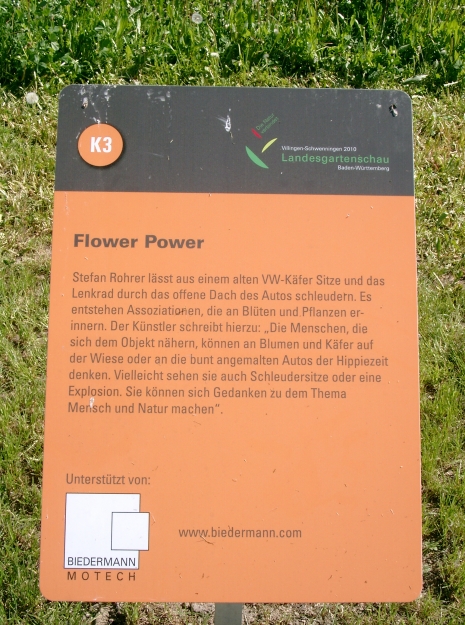 K3
Villingen-Schwenningen 2010
Landesgartenschau
Baden-Württemberg
Flower Power
Stefan Rohrer lässt aus einem alten VW-Käfer Sitze und das
Lenkrad durch das offene Dach des Autos schleudern. Es
entstehen Assoziationen, die an Blüten und Pflanzen er-
innern. Der Künstler schreibt hierzu: „Die Menschen, die
sich dem Objekt nähern, können an Blumen und Käfer auf
der Wiese oder an die bunt angemalten Autos der Hippiezeit
denken. Vielleicht sehen sie auch Schleudersitze oder eine
Explosion. Sie können sich Gedanken zu dem Thema
Mensch und Natur machen“.
Unterstützt von:
www.biedermann.com
BIEDERMANN
MOTECH